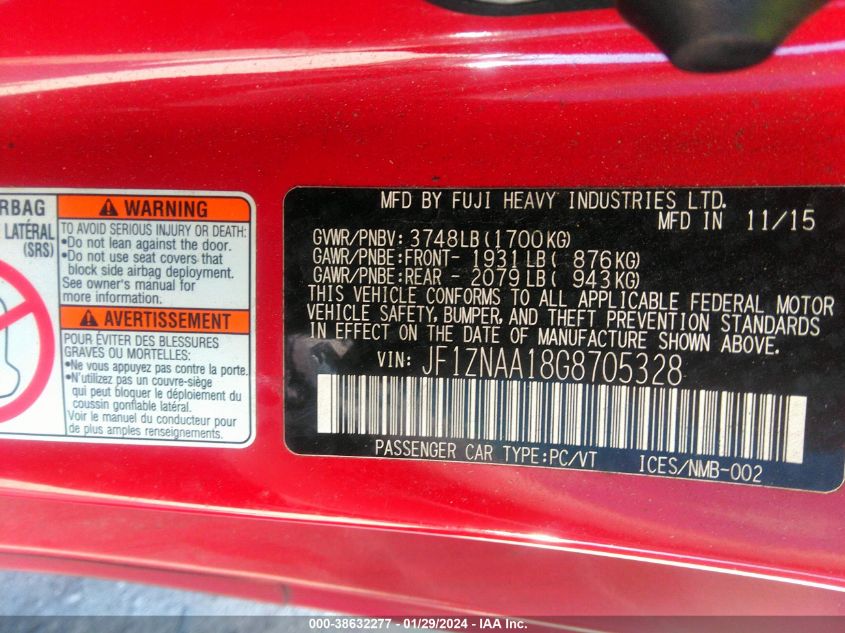 RBAG
LATÉRAL
(SRS)
WARNING
TO AVOID SERIOUS INJURY OR DEATH:
•Do not lean against the door.
•Do not use seat covers that
block side airbag deployment.
See owner's manual for
more information.
AVERTISSEMENT
POUR ÉVITER DES BLESSURES
GRAVES OU MORTELLES:
•Ne vous appuyez pas contre la porte.
•N'utilisez pas un couvre-siège
qui peut bloquer le déploiement du
coussin gonflable latéral.
Voir le manuel du conducteur pour
de plus amples renseignements.
MFD BY FUJI HEAVY INDUSTRIES LTD.
MFD IN 11/15
GVWR/PNBV: 3748LB(1700KG)
GAWR/PNBE:FRONT- 1931LB( 876KG)
GAWR/PNBE:REAR - 2079LB( 943KG)
THIS VEHICLE CONFORMS TO ALL APPLICABLE FEDERAL MOTOR
VEHICLE SAFETY, BUMPER, AND THEFT PREVENTION STANDARDS
IN EFFECT ON THE DATE OF MANUFACTURE SHOWN ABOVE.
VIN: JF1ZNAA18G8705328
PASSENGER CAR TYPE:PC/VT ICES/NMB-002
000-38632277 - 01/29/2024 - IAA Inc.